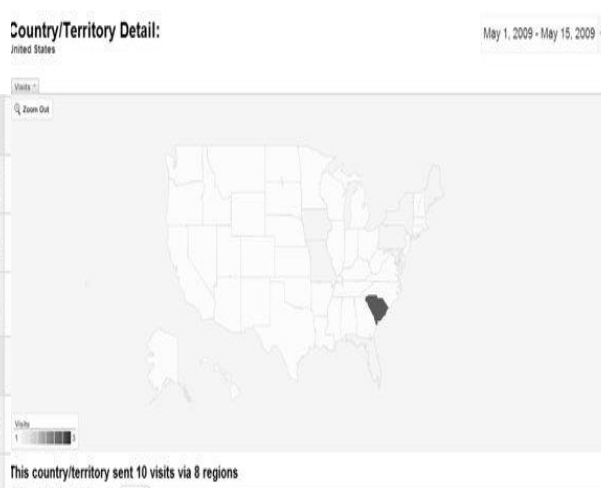 Country/Territory Detail:
United States
May 1, 2009 - May 15, 2009
Visits
Zoom Out
Visits
1 3
This country/territory sent 10 visits via 8 regions